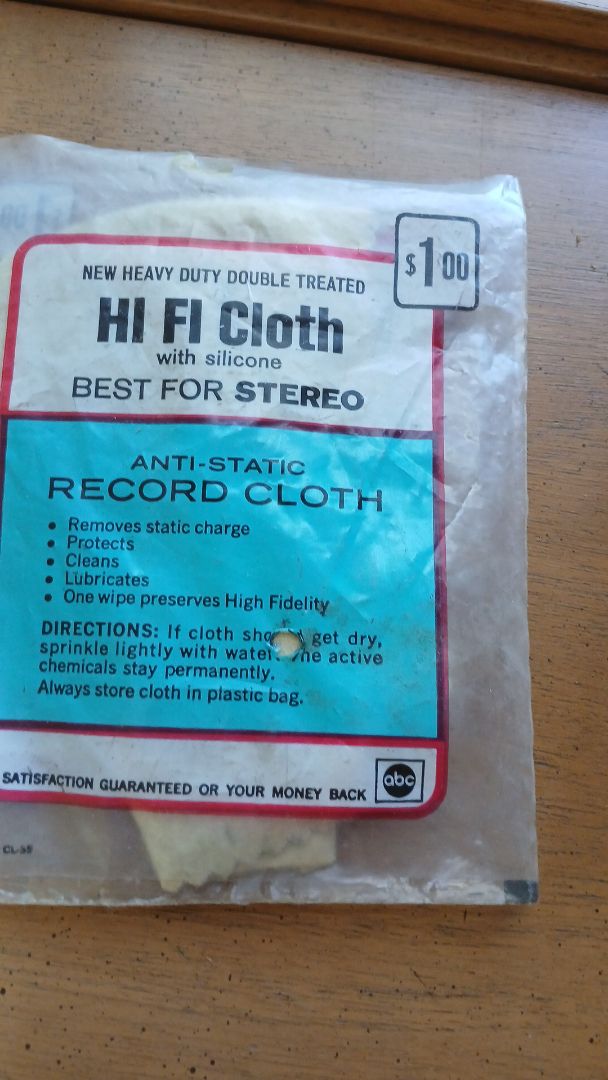 $1.00
NEW HEAVY DUTY DOUBLE TREATED
HI FI Cloth
with silicone
BEST FOR STEREO
ANTI-STATIC
RECORD CLOTH
• Removes static charge
• Protects
• Cleans
• Lubricates
• One wipe preserves High Fidelity
DIRECTIONS: If cloth get dry,
sprinkle lightly with water. active
chemicals stay permanently.
Always store cloth in plastic bag.
SATISFACTION GUARANTEED OR YOUR MONEY BACK
abc